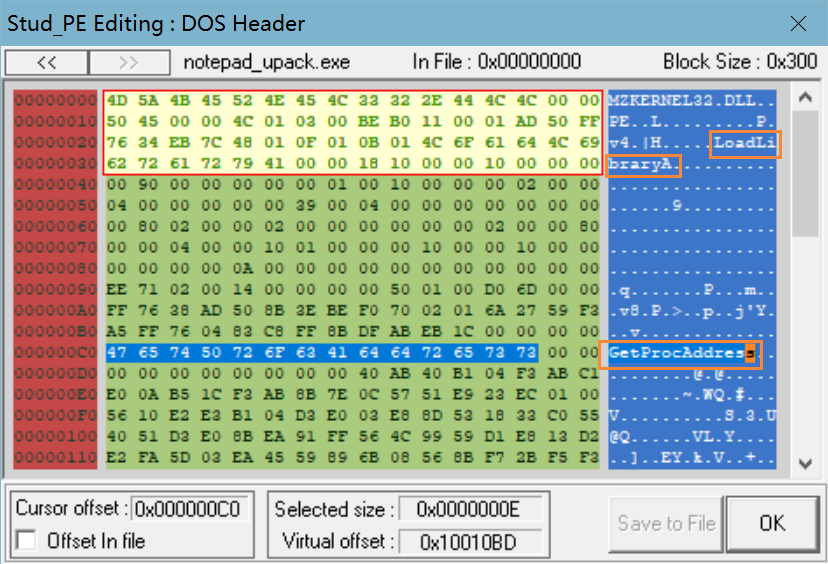 Stud_PE Editing : DOS Header
<< >> notepad_upack.exe In File : 0x00000000 Block Size : 0x300
00000000 4D 5A 4B 45 52 4E 45 4C 33 32 2E 44 4C 4C 00 00 MZKERNEL32.DLL..
00000010 50 45 00 00 4C 01 03 00 BE B0 11 00 01 AD 50 FF PE..L.........P.
00000020 76 34 EB 7C 48 01 0F 01 0B 01 4C 6F 61 64 4C 69 v4.|H.....LoadLi
00000030 62 72 61 72 79 41 00 00 18 10 00 00 10 00 00 00 braryA..........
00000040 00 90 00 00 00 00 01 00 10 00 00 00 02 00 00 00 ................
00000050 04 00 00 00 00 00 39 00 04 00 00 00 00 00 00 00 ......9.........
00000060 00 80 02 00 00 02 00 00 00 00 00 00 02 00 00 80 ................
00000070 00 00 04 00 00 10 01 00 00 00 10 00 00 10 00 00 ................
00000080 00 00 00 00 0A 00 00 00 00 00 00 00 00 00 00 00 ................
00000090 EE 71 02 00 14 00 00 00 00 50 01 00 D0 6D 00 00 .q.......P...m..
000000A0 FF 76 38 AD 50 8B 3E BE F0 70 02 01 6A 27 59 F3 .v8.P.>..p..j'Y.
000000B0 A5 FF 76 04 83 C8 FF 8B DF AB EB 1C 00 00 00 00 ..v.............
000000C0 47 65 74 50 72 6F 63 41 64 64 72 65 73 73 00 00 GetProcAddress..
000000D0 00 00 00 00 00 00 00 00 40 AB 40 B1 04 F3 AB C1 ........@.@.....
000000E0 E0 0A B5 1C F3 AB 8B 7E 0C 57 51 E9 23 EC 01 00 .......~.WQ.#...
000000F0 56 10 E2 E3 B1 04 D3 E0 03 E8 8D 53 18 33 C0 55 V..........S.3.U
00000100 40 51 D3 E0 8B EA 91 FF 56 4C 99 59 D1 E8 13 D2 @Q......VL.Y....
00000110 E2 FA 5D 03 EA 45 59 89 6B 08 56 8B F7 2B F5 F3 ..]..EY.k.V..+..
Cursor offset : 0x000000C0 Selected size : 0x0000000E Save to File OK
Offset In file Virtual offset : 0x10010BD